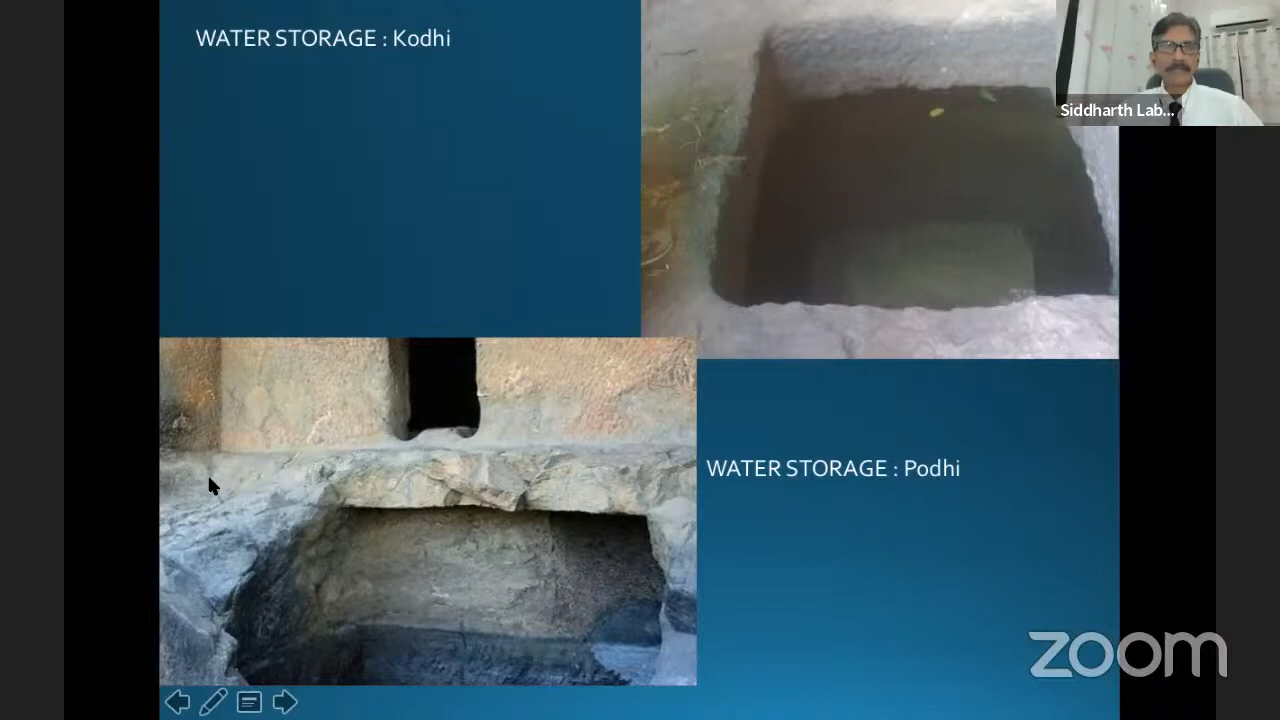 WATER STORAGE : Kodhi
Siddharth Lab...
WATER STORAGE : Podhi
zoom